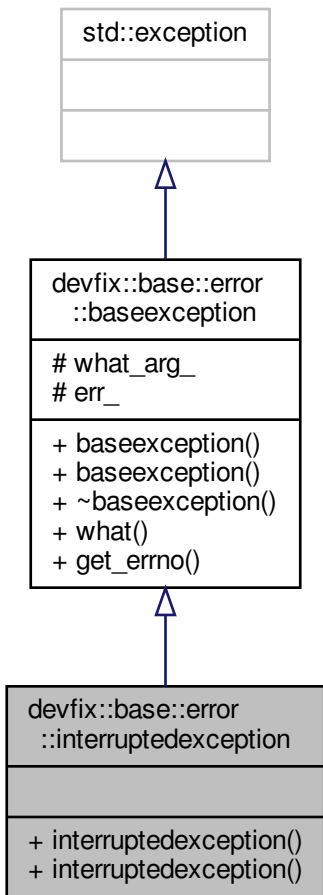 std::exception
devfix::base::error
::baseexception
# what_arg_
# err_
+ baseexception()
+ baseexception()
+ ~baseexception()
+ what()
+ get_errno()
devfix::base::error
::interruptedexception
+ interruptedexception()
+ interruptedexception()